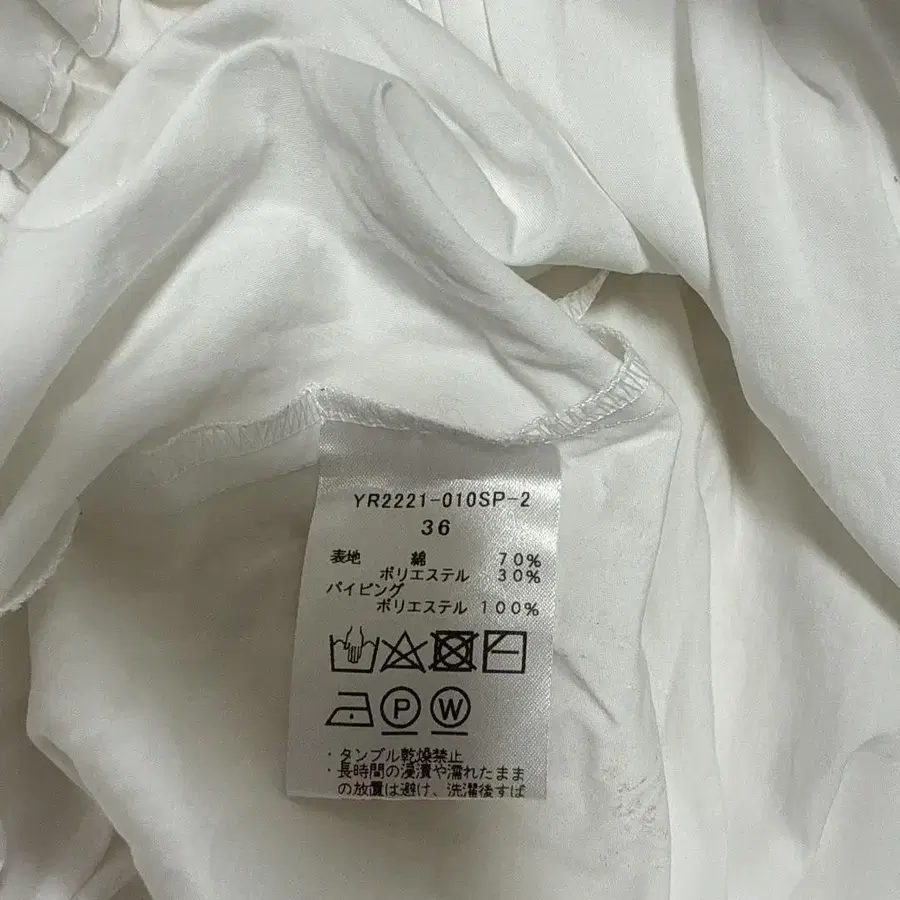 YR2221-010SP-2
36
表地 綿 70%
ポリエステル 30%
パイピング
ポリエステル 100%
P W
・タンブル乾燥禁止
・長時間の浸漬や濡れたまま
の放置は避け、洗濯後すば